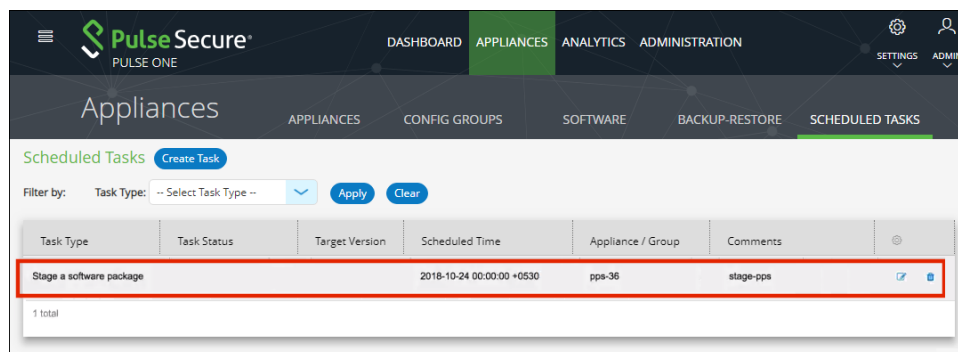 Pulse Secure®
PULSE ONE
DASHBOARD APPLIANCES ANALYTICS ADMINISTRATION
SETTINGS
ADMI
Appliances
APPLIANCES CONFIG GROUPS SOFTWARE BACKUP-RESTORE SCHEDULED TASKS
Scheduled Tasks Create Task
Filter by: Task Type: -- Select Task Type -- Apply Clear
Task Type Task Status Target Version Scheduled Time Appliance / Group Comments
Stage a software package 2018-10-24 00:00:00 +0530 pps-36 stage-pps
1 total